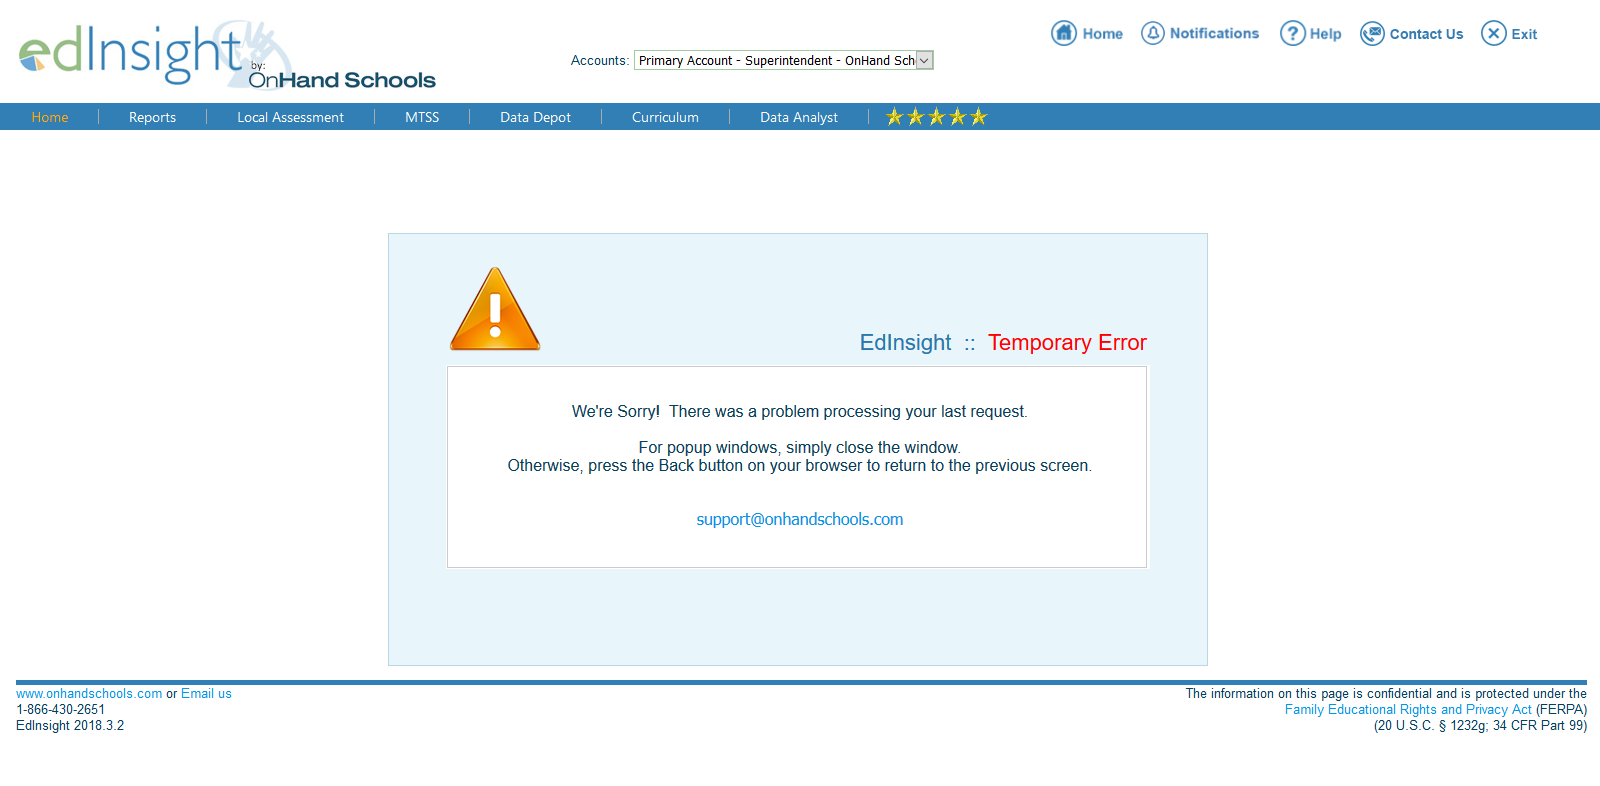 edInsight
by:
OnHand Schools
Accounts: Primary Account - Superintendent - OnHand Sch
Home
Notifications
Help
Contact Us
Exit
Home
Reports
Local Assessment
MTSS
Data Depot
Curriculum
Data Analyst
EdInsight :: Temporary Error
We're Sorry! There was a problem processing your last request.
For popup windows, simply close the window.
Otherwise, press the Back button on your browser to return to the previous screen.
support@onhandschools.com
www.onhandschools.com or Email us
1-866-430-2651
EdInsight 2018.3.2
The information on this page is confidential and is protected under the
Family Educational Rights and Privacy Act (FERPA)
(20 U.S.C. § 1232g; 34 CFR Part 99)